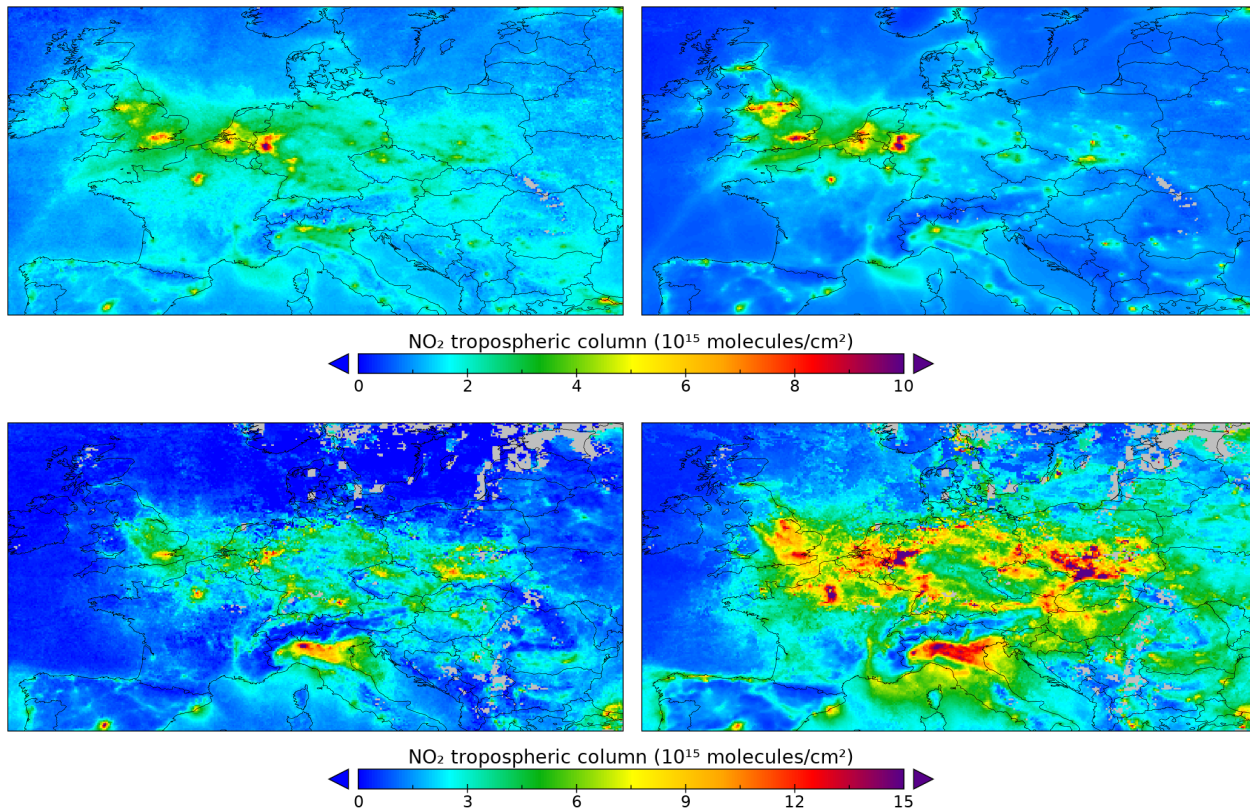 NO₂ tropospheric column (10¹⁵ molecules/cm²)
0 2 4 6 8 10
NO₂ tropospheric column (10¹⁵ molecules/cm²)
0 3 6 9 12 15